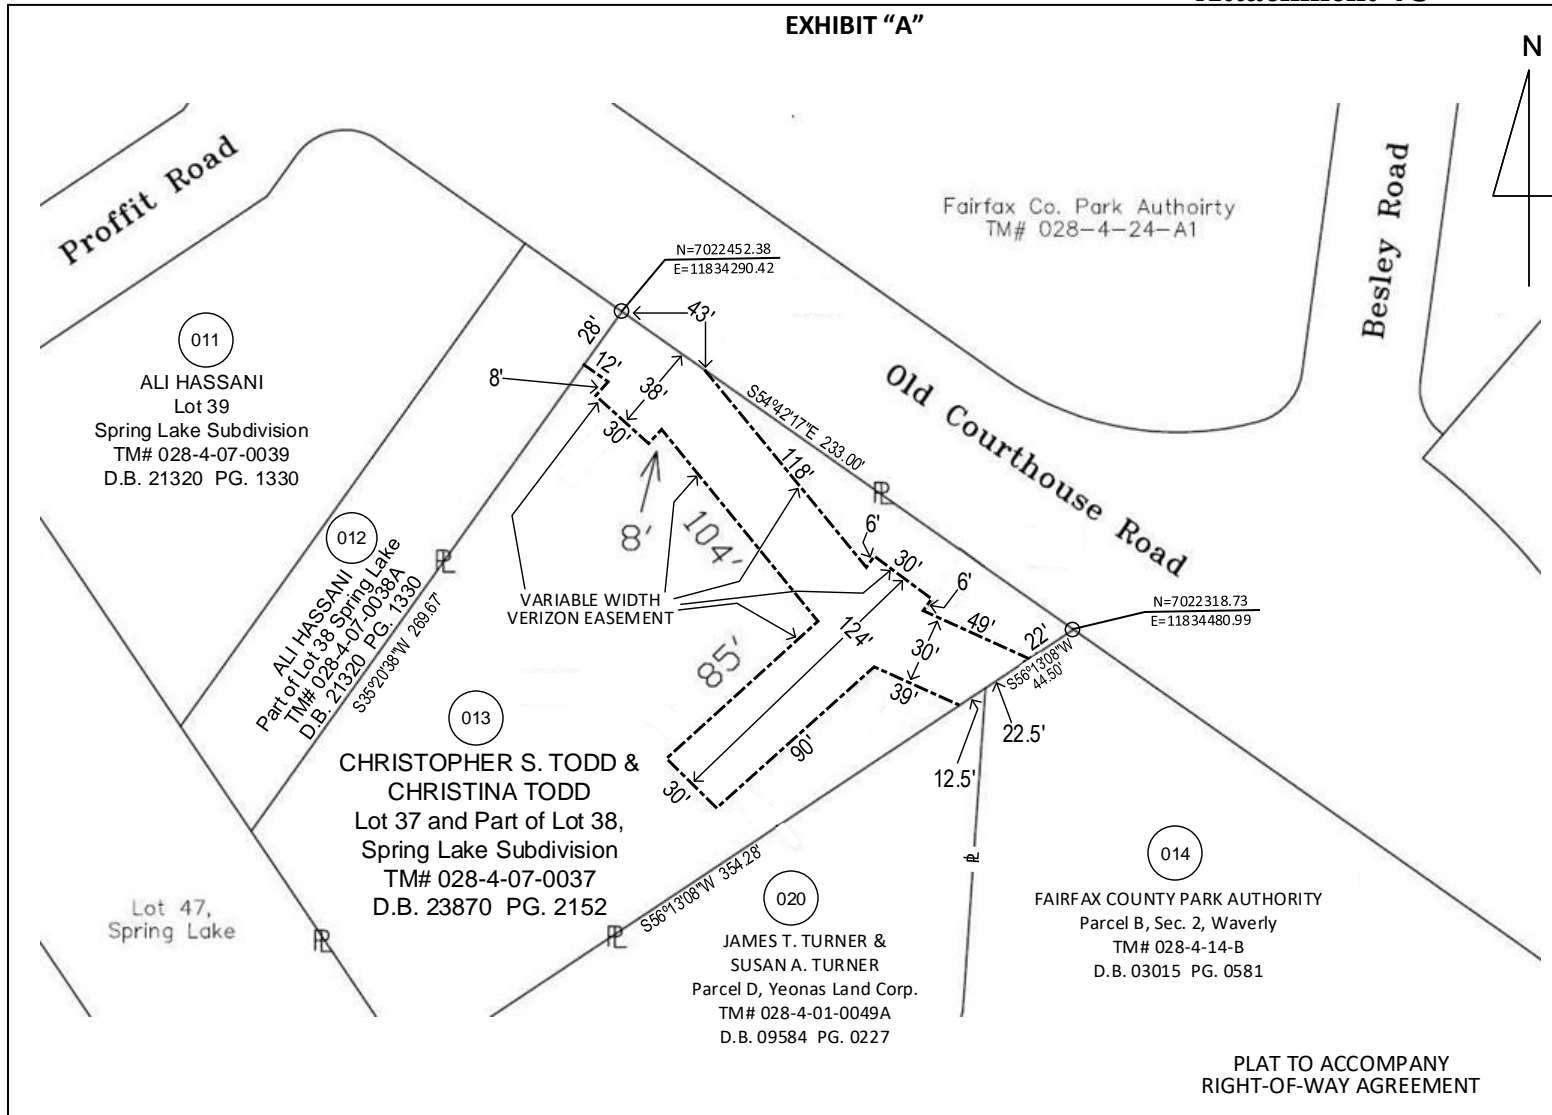 EXHIBIT “A”
N
Proffit Road
Fairfax Co. Park Authoirty
TM# 028-4-24-A1
Besley Road
N=7022452.38
E=11834290.42
43'
28'
12'
8'
38'
30'
011
ALI HASSANI
Lot 39
Spring Lake Subdivision
TM# 028-4-07-0039
D.B. 21320 PG. 1330
S54°42'17"E 233.00'
Old Courthouse Road
118'
PL
6'
30'
6'
49'
22'
8'
104'
N=7022318.73
E=11834480.99
012
ALI HASSANI
Part of Lot 38 Spring Lake
TM# 028-4-07-0038A
D.B. 21320 PG. 1330
PL
S35°20'38"W 269.67'
VARIABLE WIDTH
VERIZON EASEMENT
124'
30'
S56°13'08"W
44.50'
85'
39'
22.5'
12.5'
90'
30'
013
CHRISTOPHER S. TODD &
CHRISTINA TODD
Lot 37 and Part of Lot 38,
Spring Lake Subdivision
TM# 028-4-07-0037
D.B. 23870 PG. 2152
PL
014
FAIRFAX COUNTY PARK AUTHORITY
Parcel B, Sec. 2, Waverly
TM# 028-4-14-B
D.B. 03015 PG. 0581
Lot 47,
Spring Lake
PL
PL
S56°13'08"W 354.28'
020
JAMES T. TURNER &
SUSAN A. TURNER
Parcel D, Yeonas Land Corp.
TM# 028-4-01-0049A
D.B. 09584 PG. 0227
PLAT TO ACCOMPANY
RIGHT-OF-WAY AGREEMENT